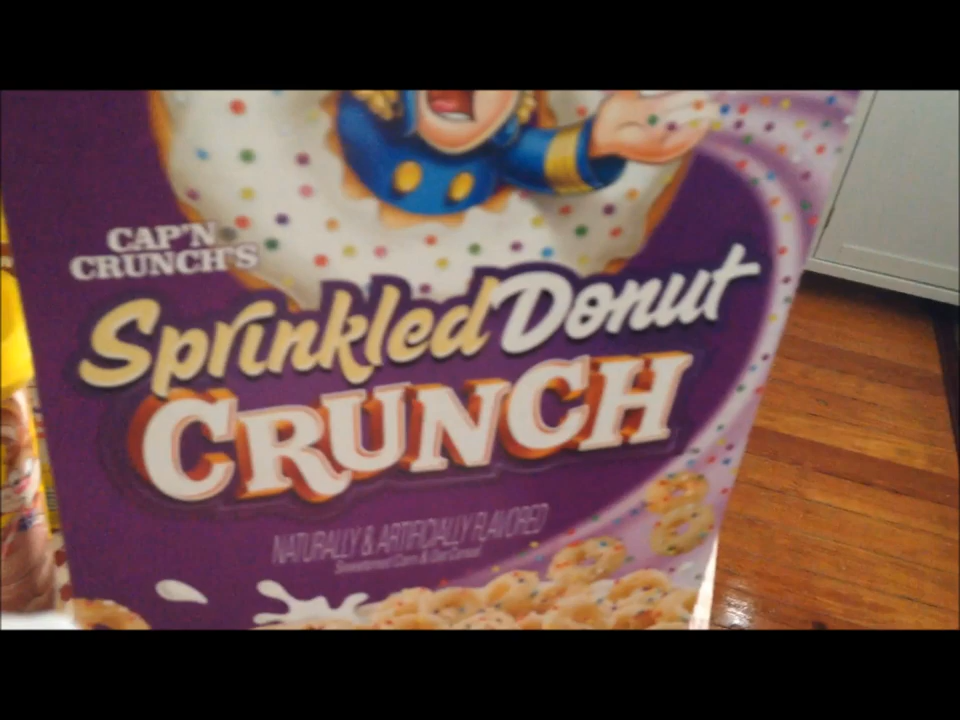 CAP'N
CRUNCH'S
Sprinkled Donut
CRUNCH
NATURALLY & ARTIFICIALLY FLAVORED
Sweetened Corn & Oat Cereal